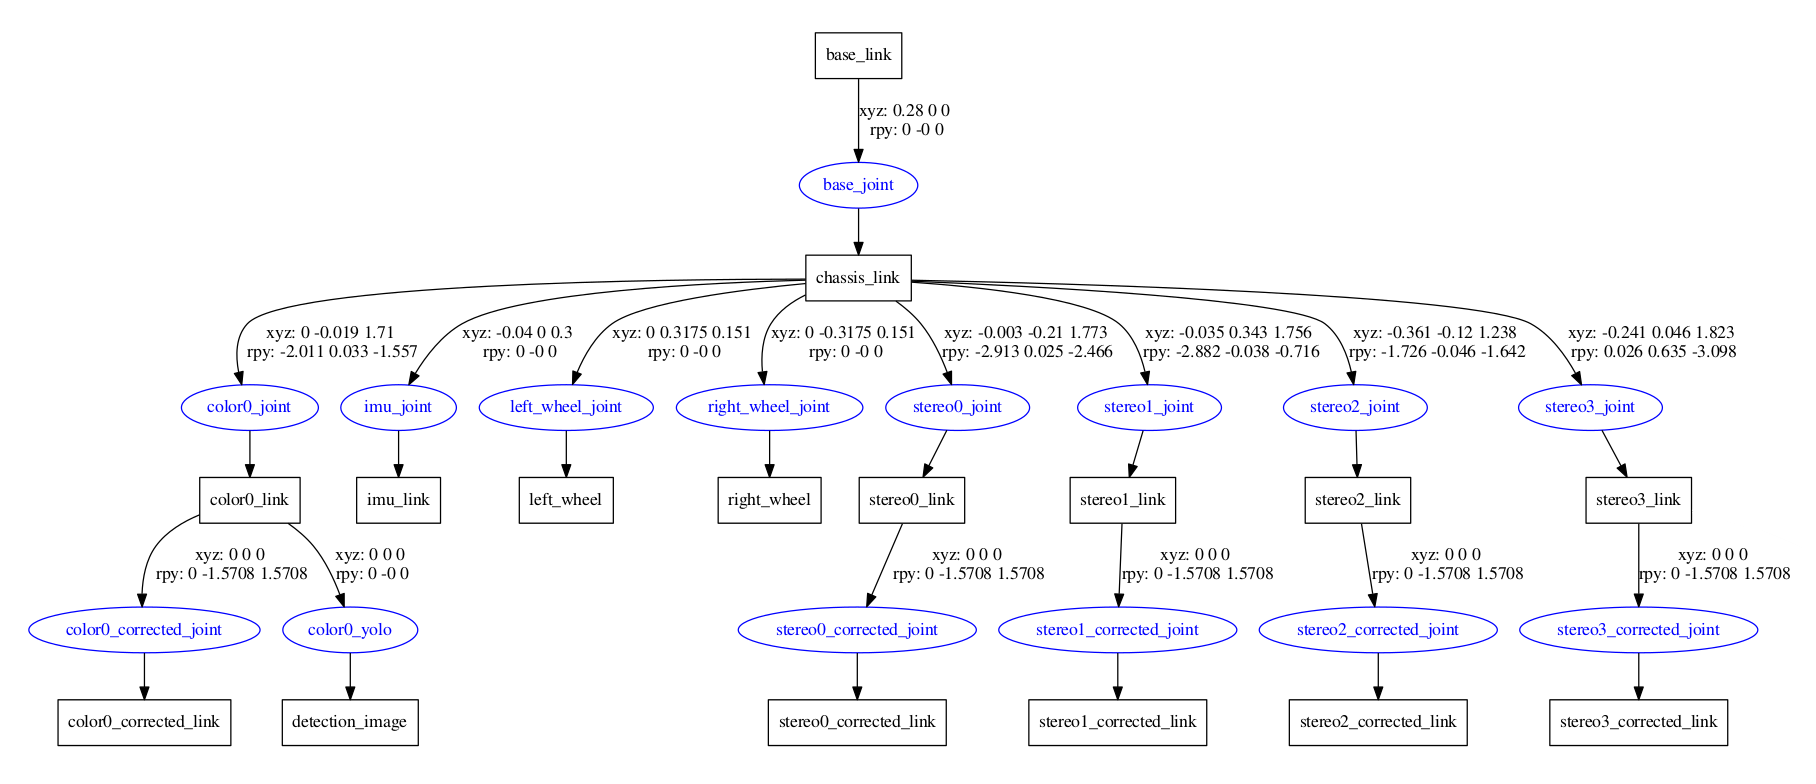 base_link
xyz: 0.28 0 0
rpy: 0 -0 0
base_joint
chassis_link
xyz: 0 -0.019 1.71
rpy: -2.011 0.033 -1.557
xyz: -0.04 0 0.3
rpy: 0 -0 0
xyz: 0 0.3175 0.151
rpy: 0 -0 0
xyz: 0 -0.3175 0.151
rpy: 0 -0 0
xyz: -0.003 -0.21 1.773
rpy: -2.913 0.025 -2.466
xyz: -0.035 0.343 1.756
rpy: -2.882 -0.038 -0.716
xyz: -0.361 -0.12 1.238
rpy: -1.726 -0.046 -1.642
xyz: -0.241 0.046 1.823
rpy: 0.026 0.635 -3.098
color0_joint
imu_joint
left_wheel_joint
right_wheel_joint
stereo0_joint
stereo1_joint
stereo2_joint
stereo3_joint
color0_link
imu_link
left_wheel
right_wheel
stereo0_link
stereo1_link
stereo2_link
stereo3_link
xyz: 0 0 0
rpy: 0 -1.5708 1.5708
xyz: 0 0 0
rpy: 0 -0 0
xyz: 0 0 0
rpy: 0 -1.5708 1.5708
xyz: 0 0 0
rpy: 0 -1.5708 1.5708
xyz: 0 0 0
rpy: 0 -1.5708 1.5708
xyz: 0 0 0
rpy: 0 -1.5708 1.5708
color0_corrected_joint
color0_yolo
stereo0_corrected_joint
stereo1_corrected_joint
stereo2_corrected_joint
stereo3_corrected_joint
color0_corrected_link
detection_image
stereo0_corrected_link
stereo1_corrected_link
stereo2_corrected_link
stereo3_corrected_link